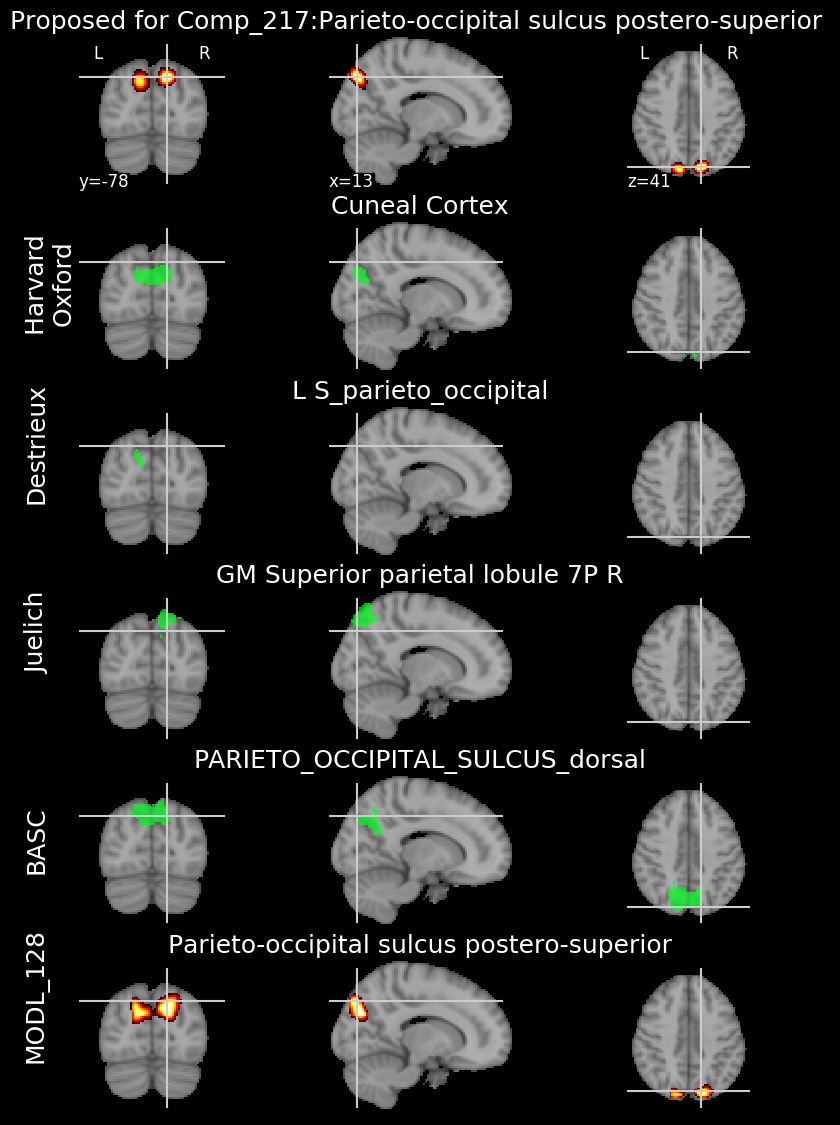 Proposed for Comp_217:Parieto-occipital sulcus postero-superior
L R L R
y=-78 x=13 z=41
Cuneal Cortex
Harvard
Oxford
L S_parieto_occipital
Destrieux
GM Superior parietal lobule 7P R
Juelich
PARIETO_OCCIPITAL_SULCUS_dorsal
BASC
Parieto-occipital sulcus postero-superior
MODL_128